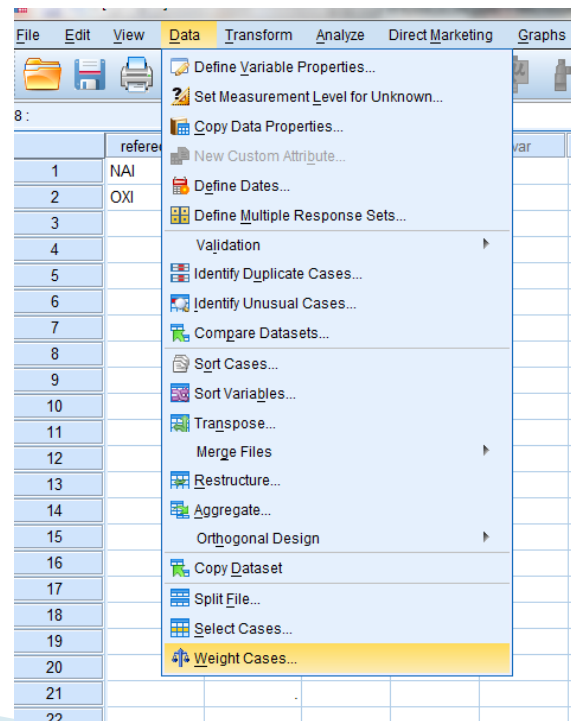 File Edit View Data Transform Analyze Direct Marketing Graphs
8 :
var
1 NAI
2 OXI
3
4
5
6
7
8
9
10
11
12
13
14
15
16
17
18
19
20
21
22
Define Variable Properties...
Set Measurement Level for Unknown...
Copy Data Properties...
New Custom Attribute...
Define Dates...
Define Multiple Response Sets...
Validation
Identify Duplicate Cases...
Identify Unusual Cases...
Compare Datasets...
Sort Cases...
Sort Variables...
Transpose...
Merge Files
Restructure...
Aggregate...
Orthogonal Design
Copy Dataset
Split File...
Select Cases...
Weight Cases...